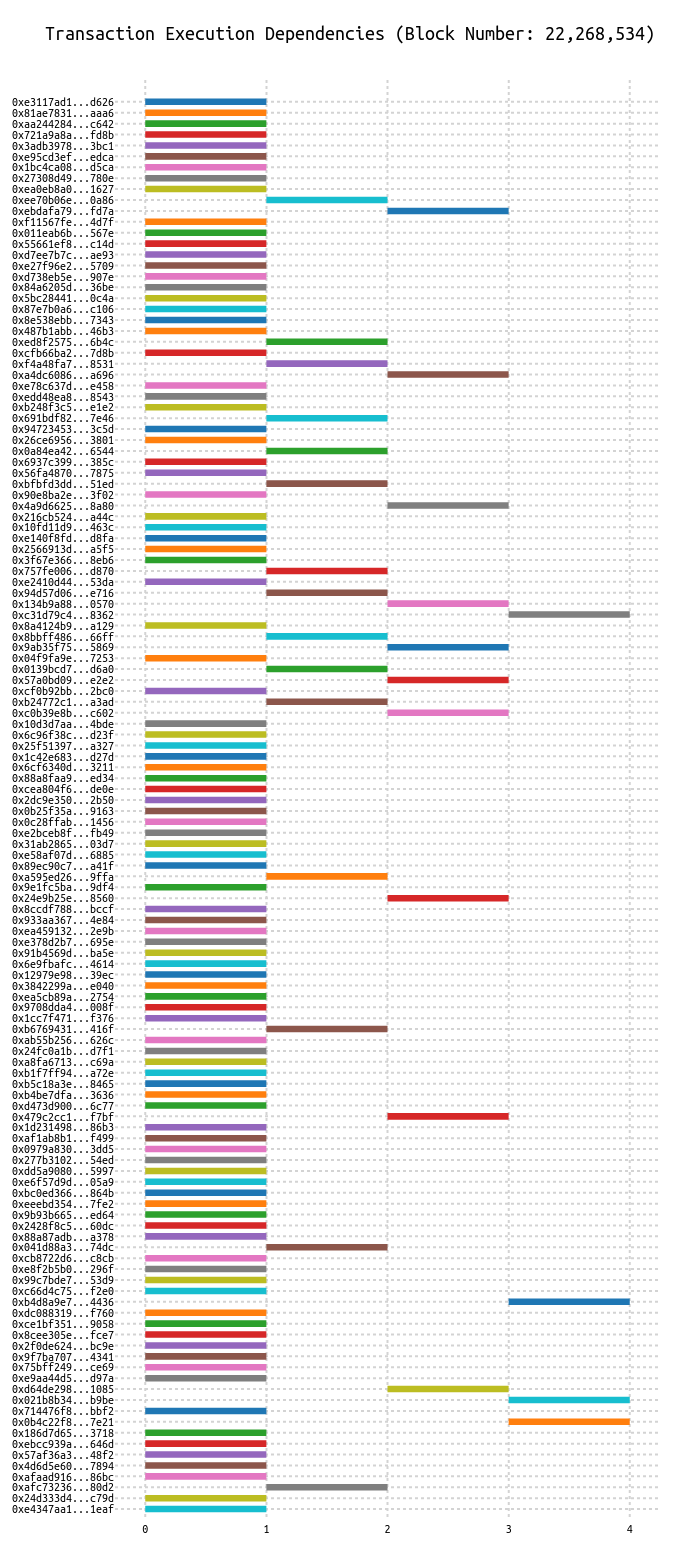 Transaction Execution Dependencies (Block Number: 22,268,534)
0xe3117ad1...d626
0x81ae7831...aaa6
0xaa244284...c642
0x721a9a8a...fd8b
0x3adb3978...3bc1
0xe95cd3ef...edca
0x1bc4ca08...d5ca
0x27308d49...780e
0xea0eb8a0...1627
0xee70b06e...0a86
0xebdafa79...fd7a
0xf11567fe...4d7f
0x011eab6b...567e
0x55661ef8...c14d
0xd7ee7b7c...ae93
0xe27f96e2...5709
0xd738eb5e...907e
0x84a6205d...36be
0x5bc28441...0c4a
0x87e7b0a6...c106
0x8e538ebb...7343
0x487b1abb...46b3
0xed8f2575...6b4c
0xcfb66ba2...7d8b
0xf4a48fa7...8531
0xa4dc6086...a696
0xe78c637d...e458
0xedd48ea8...8543
0xb248f3c5...e1e2
0x691bdf82...7e46
0x94723453...3c5d
0x26ce6956...3801
0x0a84ea42...6544
0x6937c399...385c
0x56fa4870...7875
0xbfbfd3dd...51ed
0x90e8ba2e...3f02
0x4a9d6625...8a80
0x216cb524...a44c
0x10fd11d9...463c
0xe140f8fd...d8fa
0x2566913d...a5f5
0x3f67e366...8eb6
0x757fe006...d870
0xe2410d44...53da
0x94d57d06...e716
0x134b9a88...0570
0xc31d79c4...8362
0x8a4124b9...a129
0x8bbff486...66ff
0x9ab35f75...5869
0x04f9fa9e...7253
0x0139bcd7...d6a0
0x57a0bd09...e2e2
0xcf0b92bb...2bc0
0xb24772c1...a3ad
0xc0b39e8b...c602
0x10d3d7aa...4bde
0x6c96f38c...d23f
0x25f51397...a327
0x1c42e683...d27d
0x6cf6340d...3211
0x88a8faa9...ed34
0xcea804f6...de0e
0x2dc9e350...2b50
0x0b25f35a...9163
0x0c28ffab...1456
0xe2bceb8f...fb49
0x31ab2865...03d7
0xe58af07d...6885
0x89ec90c7...a41f
0xa595ed26...9ffa
0x9e1fc5ba...9df4
0x24e9b25e...8560
0x8ccdf788...bccf
0x933aa367...4e84
0xea459132...2e9b
0xe378d2b7...695e
0x91b4569d...ba5e
0x6e9fbafc...4614
0x12979e98...39ec
0x3842299a...e040
0xea5cb89a...2754
0x9708dda4...008f
0x1cc7f471...f376
0xb6769431...416f
0xab55b256...626c
0x24fc0a1b...d7f1
0xa8fa6713...c69a
0xb1f7ff94...a72e
0xb5c18a3e...8465
0xb4be7dfa...3636
0xd473d900...6c77
0x479c2cc1...f7bf
0x1d231498...86b3
0xaf1ab8b1...f499
0x0979a830...3dd5
0x277b3102...54ed
0xdd5a9080...5997
0xe6f57d9d...05a9
0xbc0ed366...864b
0xeeebd354...7fe2
0x9b93b665...ed64
0x2428f8c5...60dc
0x88a87adb...a378
0x041d88a3...74dc
0xcb8722d6...c8cb
0xe8f2b5b0...296f
0x99c7bde7...53d9
0xc66d4c75...f2e0
0xb4d8a9e7...4436
0xdc088319...f760
0xce1bf351...9058
0x8cee305e...fce7
0x2f0de624...bc9e
0x9f7ba707...4341
0x75bff249...ce69
0xe9aa44d5...d97a
0xd64de298...1085
0x021b8b34...b9be
0x714476f8...bbf2
0x0b4c22f8...7e21
0x186d7d65...3718
0xebcc939a...646d
0x57af36a3...48f2
0x4d6d5e60...7894
0xafaad916...86bc
0xafc73236...80d2
0x24d333d4...c79d
0xe4347aa1...1eaf
0 1 2 3 4